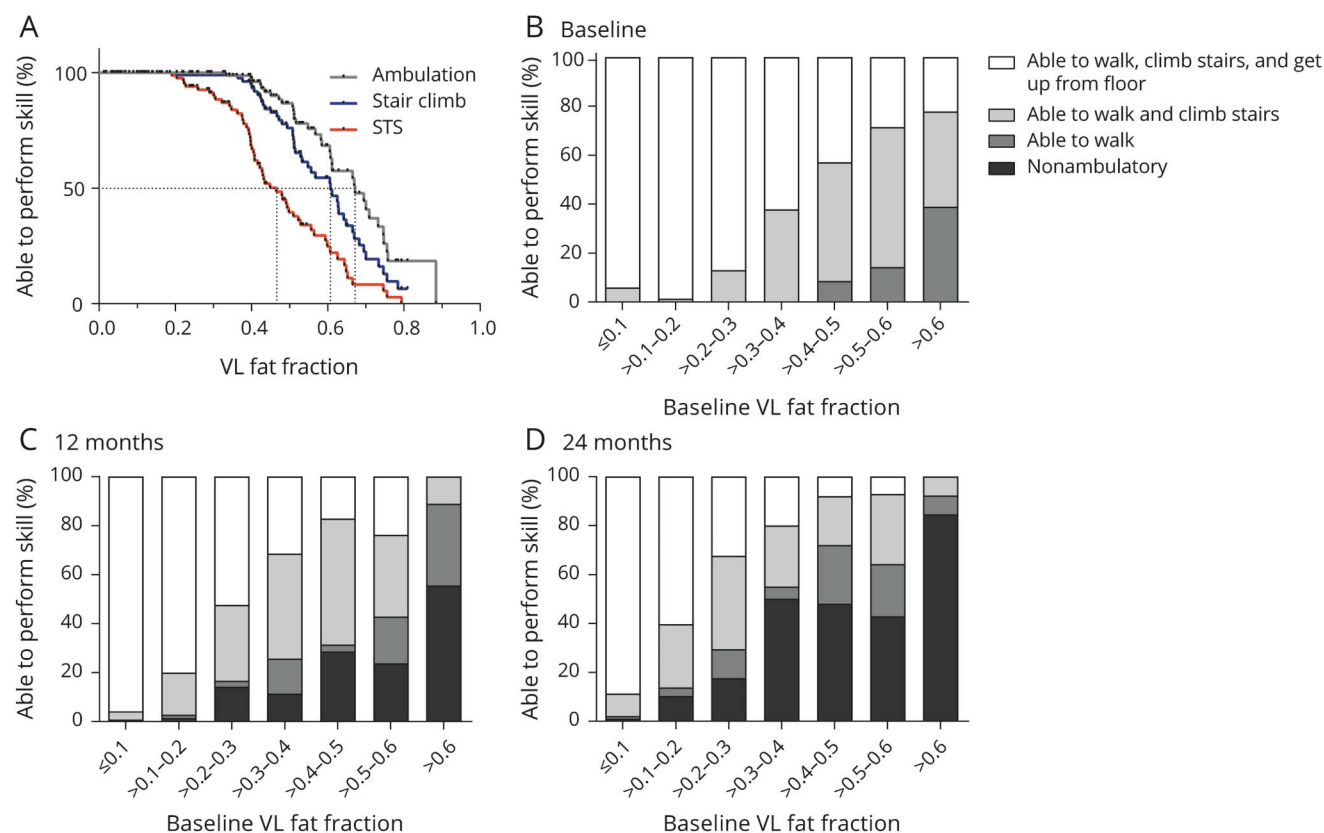 A
Able to perform skill (%)
100
50
0
0.0 0.2 0.4 0.6 0.8 1.0
VL fat fraction
Ambulation
Stair climb
STS
B Baseline
Able to perform skill (%)
100
80
60
40
20
0
≤0.1 >0.1–0.2 >0.2–0.3 >0.3–0.4 >0.4–0.5 >0.5–0.6 >0.6
Baseline VL fat fraction
Able to walk, climb stairs, and get
up from floor
Able to walk and climb stairs
Able to walk
Nonambulatory
C 12 months
Able to perform skill (%)
100
80
60
40
20
0
≤0.1 >0.1–0.2 >0.2–0.3 >0.3–0.4 >0.4–0.5 >0.5–0.6 >0.6
Baseline VL fat fraction
D 24 months
Able to perform skill (%)
100
80
60
40
20
0
≤0.1 >0.1–0.2 >0.2–0.3 >0.3–0.4 >0.4–0.5 >0.5–0.6 >0.6
Baseline VL fat fraction